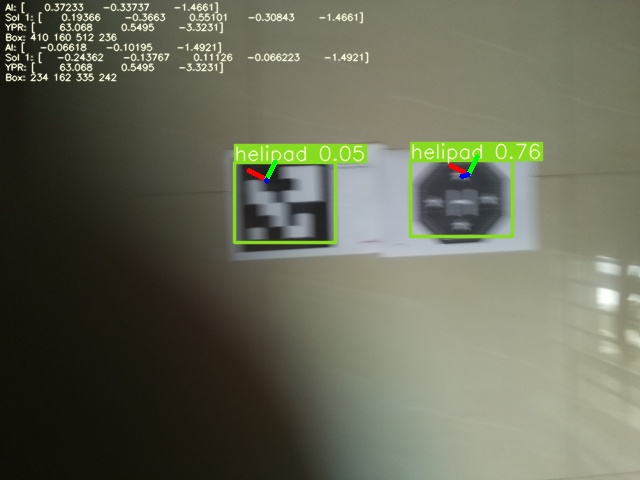 AI: [ 0.37233 -0.33737 -1.4661]
Sol 1: [ 0.19366 -0.3663 0.55101 -0.30843 -1.4661]
YPR: [ 63.068 0.5495 -3.3231]
Box: 410 160 512 236
AI: [ -0.06618 -0.10195 -1.4921]
Sol 1: [ -0.24362 -0.13767 0.11126 -0.066223 -1.4921]
YPR: [ 63.068 0.5495 -3.3231]
Box: 234 162 335 242
helipad 0.05
helipad 0.76